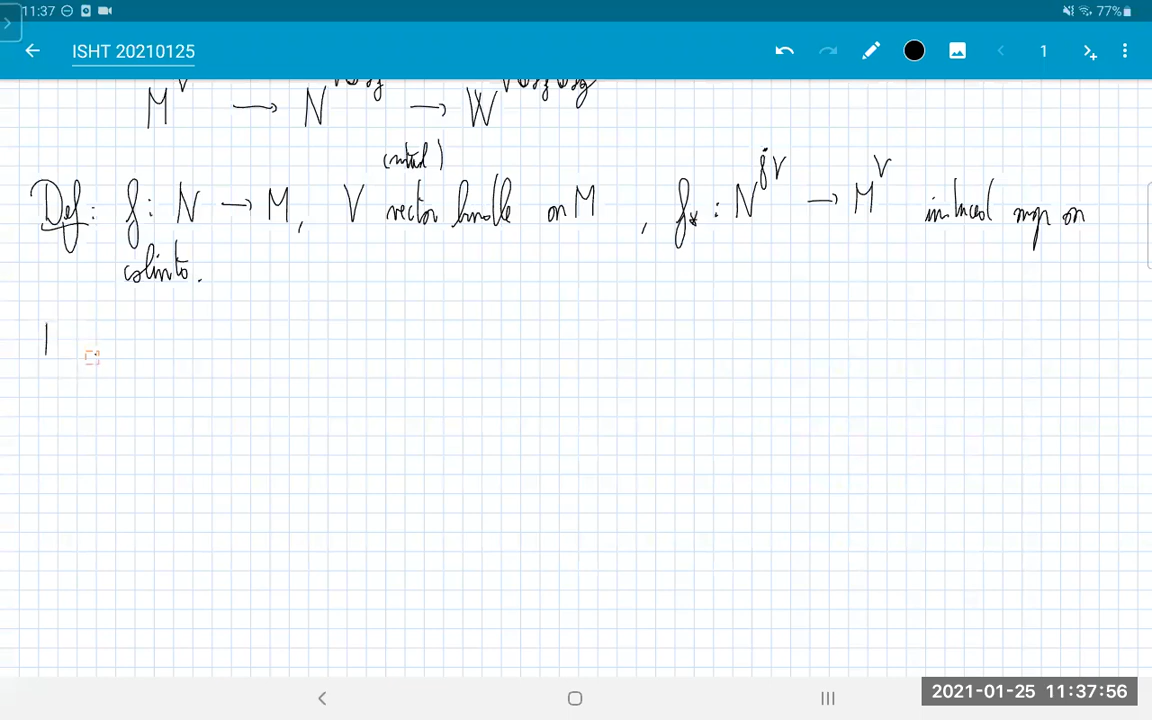 11:37 77%
ISHT 20210125 1
M^V → N → W
(virtual)
Def: f: N → M, V vector bundle on M, f_* : N^{f^*V} → M^V induced map on
colimits.
2021-01-25 11:37:56